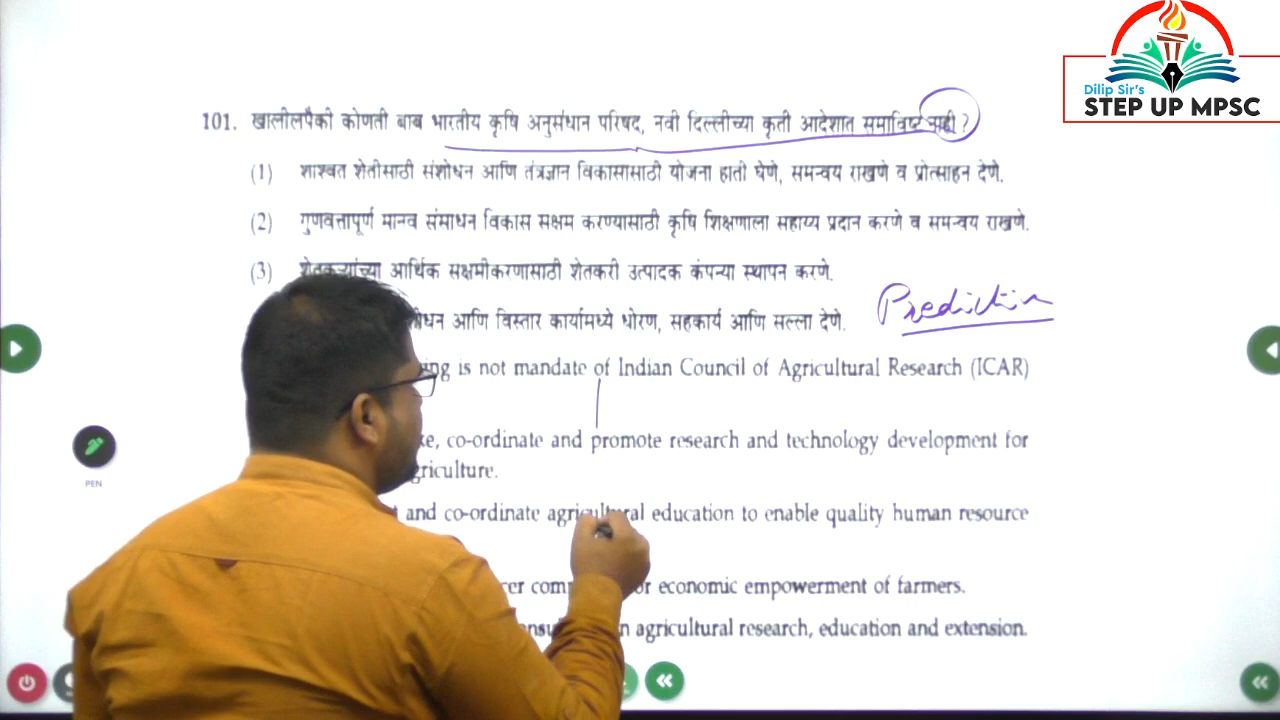 Dilip Sir's
STEP UP MPSC
101. खालीलपैकी कोणती बाब भारतीय कृषि अनुसंधान परिषद, नवी दिल्लीच्या कृती आदेशात समाविष्ट नाही ?
(1) शाश्वत शेतीसाठी संशोधन आणि तंत्रज्ञान विकासासाठी योजना हाती घेणे, समन्वय राखणे व प्रोत्साहन देणे.
(2) गुणवत्तापूर्ण मानव संसाधन विकास सक्षम करण्यासाठी कृषि शिक्षणाला सहाय्य प्रदान करणे व समन्वय राखणे.
(3) शेतकऱ्यांच्या आर्थिक सक्षमीकरणासाठी शेतकरी उत्पादक कंपन्या स्थापन करणे.
आणि विस्तार कार्यामध्ये धोरण, सहकार्य आणि सल्ला देणे.
Prediction
is not mandate of Indian Council of Agricultural Research (ICAR)
co-ordinate and promote research and technology development for
and co-ordinate agricultural education to enable quality human resource
economic empowerment of farmers.
agricultural research, education and extension.
PEN